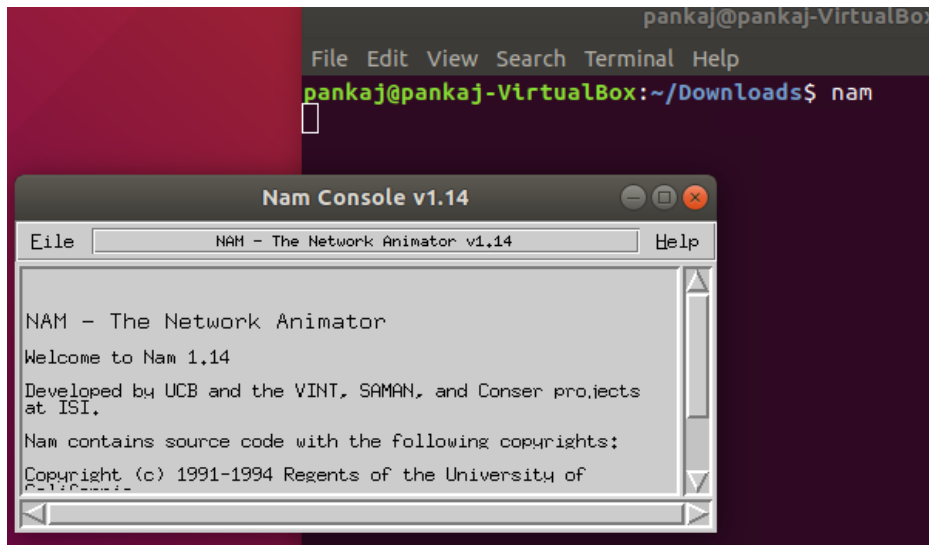 pankaj@pankaj-VirtualBo
File Edit View Search Terminal Help
pankaj@pankaj-VirtualBox:~/Downloads$ nam
Nam Console v1.14
File NAM - The Network Animator v1.14 Help
NAM - The Network Animator
Welcome to Nam 1.14
Developed by UCB and the VINT, SAMAN, and Conser projects
at ISI.
Nam contains source code with the following copyrights:
Copyright (c) 1991-1994 Regents of the University of